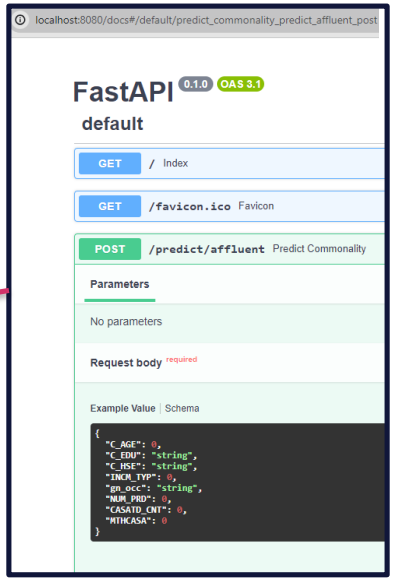 localhost:8080/docs#/default/predict_commonality_predict_affluent_post
FastAPI 0.1.0 OAS 3.1
default
GET / Index
GET /favicon.ico Favicon
POST /predict/affluent Predict Commonality
Parameters
No parameters
Request body required
Example Value Schema
{
"C_AGE": 0,
"C_EDU": "string",
"C_HSE": "string",
"INCM_TYP": 0,
"gn_occ": "string",
"NUM_PRD": 0,
"CASATD_CNT": 0,
"MTHCASA": 0
}